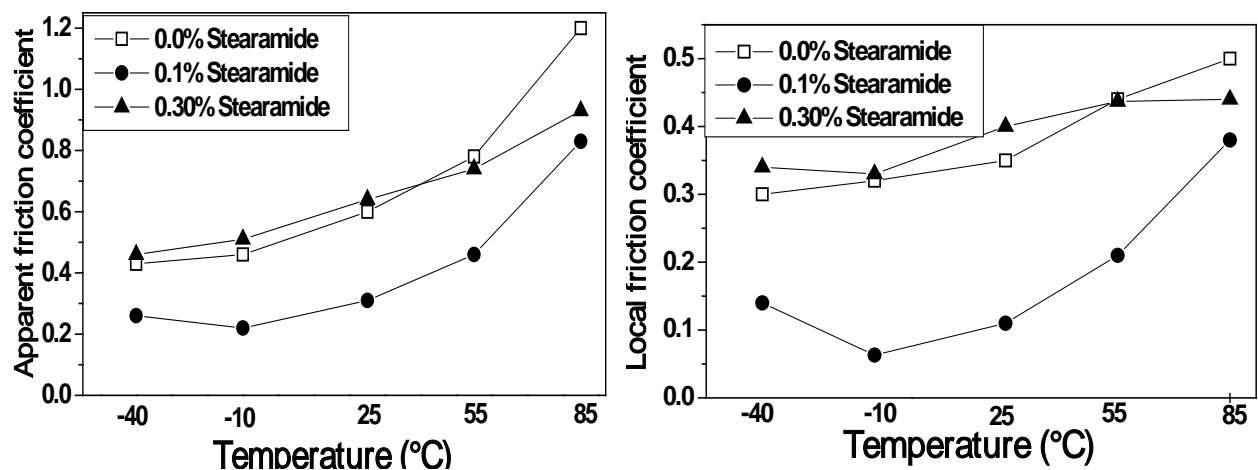 1.2
1.0
0.8
0.6
0.4
0.2
0.0
Apparent friction coefficient
0.0% Stearamide
0.1% Stearamide
0.30% Stearamide
-40 -10 25 55 85
Temperature (°C)
0.5
0.4
0.3
0.2
0.1
0.0
Local friction coefficient
0.0% Stearamide
0.1% Stearamide
0.30% Stearamide
-40 -10 25 55 85
Temperature (°C)